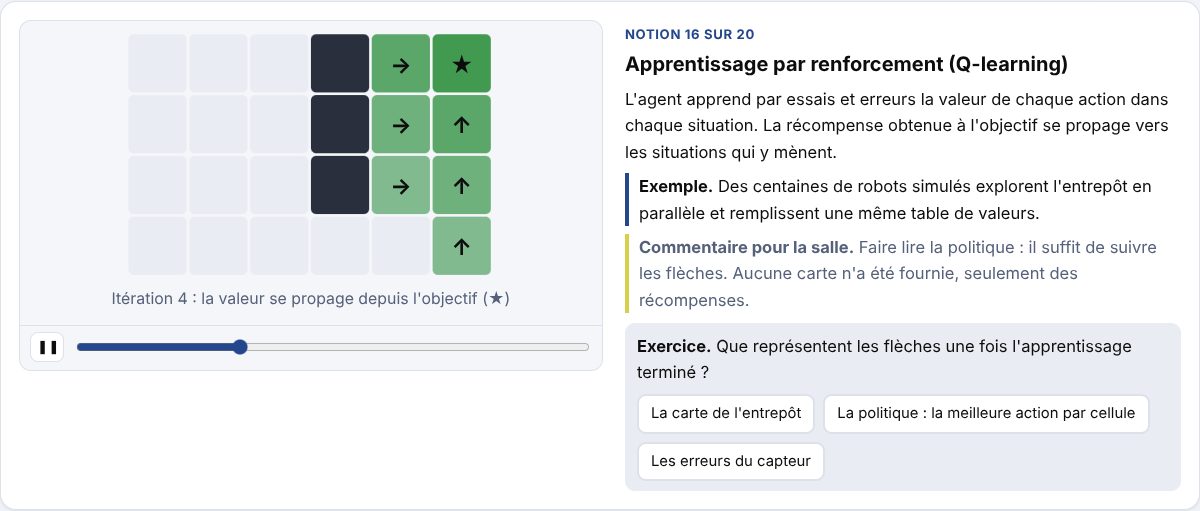 → ★
→ ↑
→ ↑
↑
Itération 4 : la valeur se propage depuis l'objectif (★)
NOTION 16 SUR 20
Apprentissage par renforcement (Q-learning)
L'agent apprend par essais et erreurs la valeur de chaque action dans
chaque situation. La récompense obtenue à l'objectif se propage vers
les situations qui y mènent.
Exemple. Des centaines de robots simulés explorent l'entrepôt en
parallèle et remplissent une même table de valeurs.
Commentaire pour la salle. Faire lire la politique : il suffit de suivre
les flèches. Aucune carte n'a été fournie, seulement des
récompenses.
Exercice. Que représentent les flèches une fois l'apprentissage
terminé ?
La carte de l'entrepôt
La politique : la meilleure action par cellule
Les erreurs du capteur